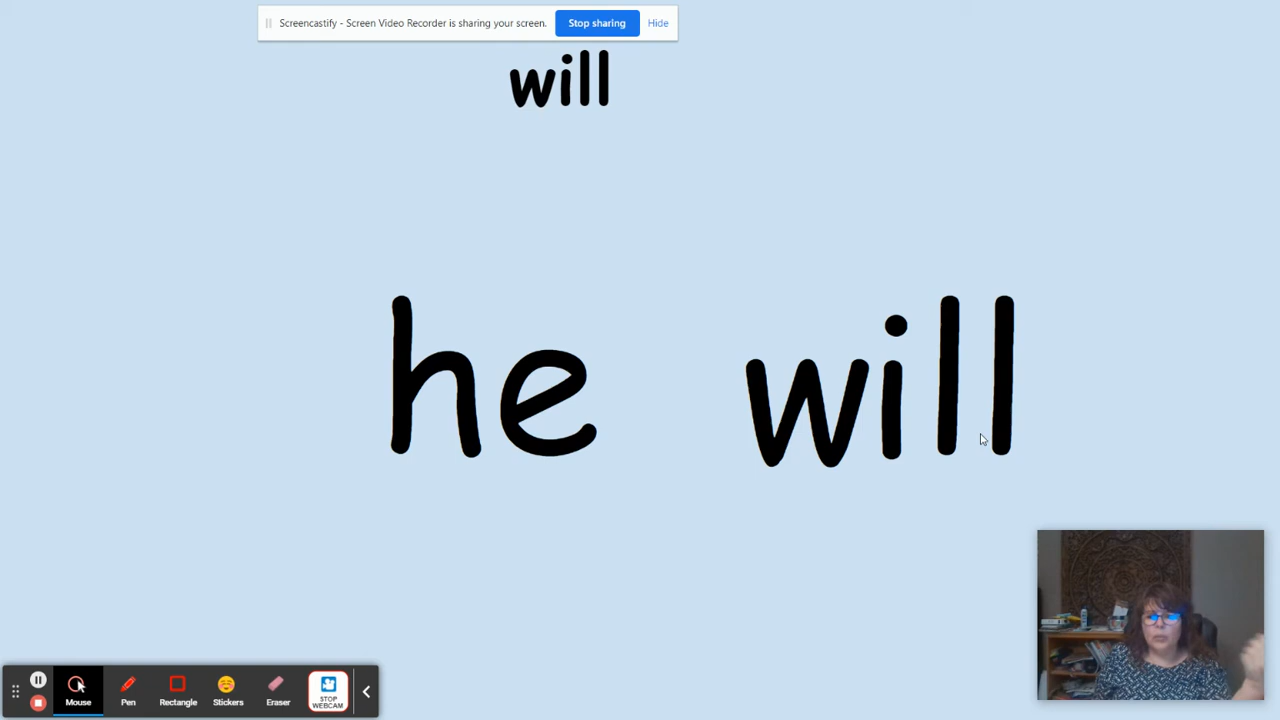 Screencastify - Screen Video Recorder is sharing your screen. Stop sharing Hide
will
he will
Mouse Pen Rectangle Stickers Eraser STOP WEBCAM